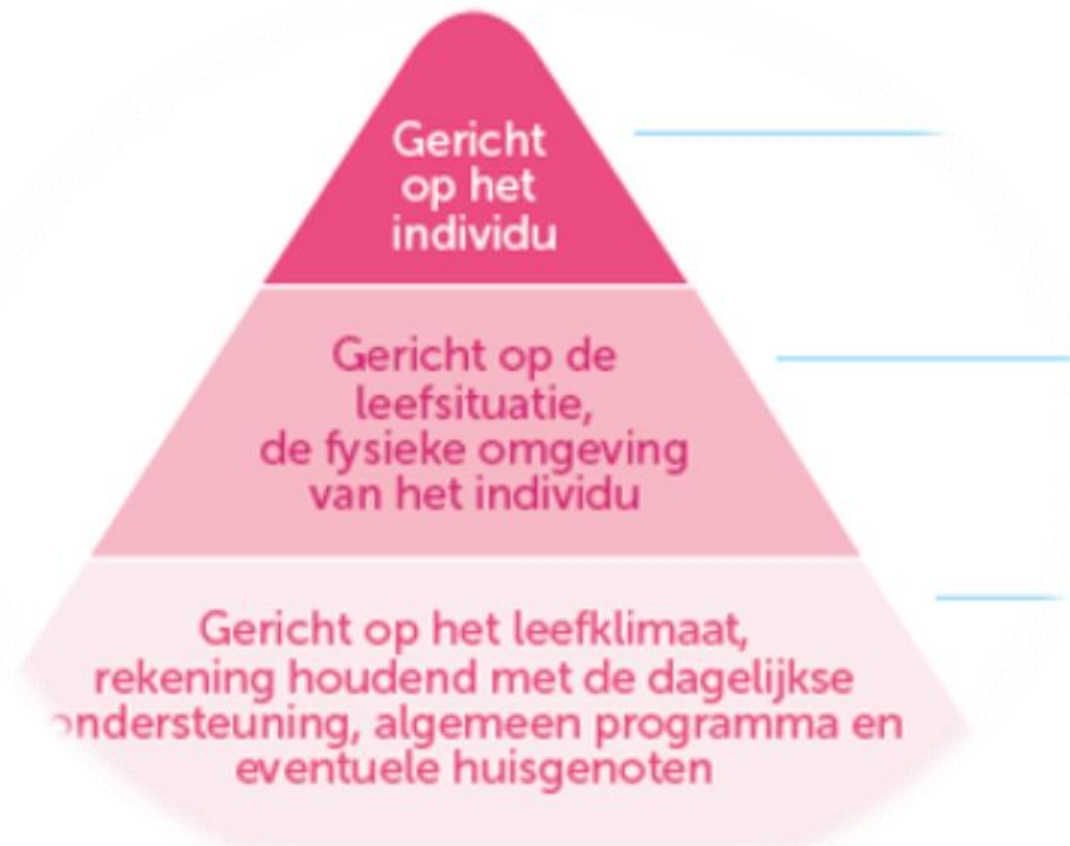 Gericht
op het
individu
Gericht op de
leefsituatie,
de fysieke omgeving
van het individu
Gericht op het leefklimaat,
rekening houdend met de dagelijkse
ondersteuning, algemeen programma en
eventuele huisgenoten